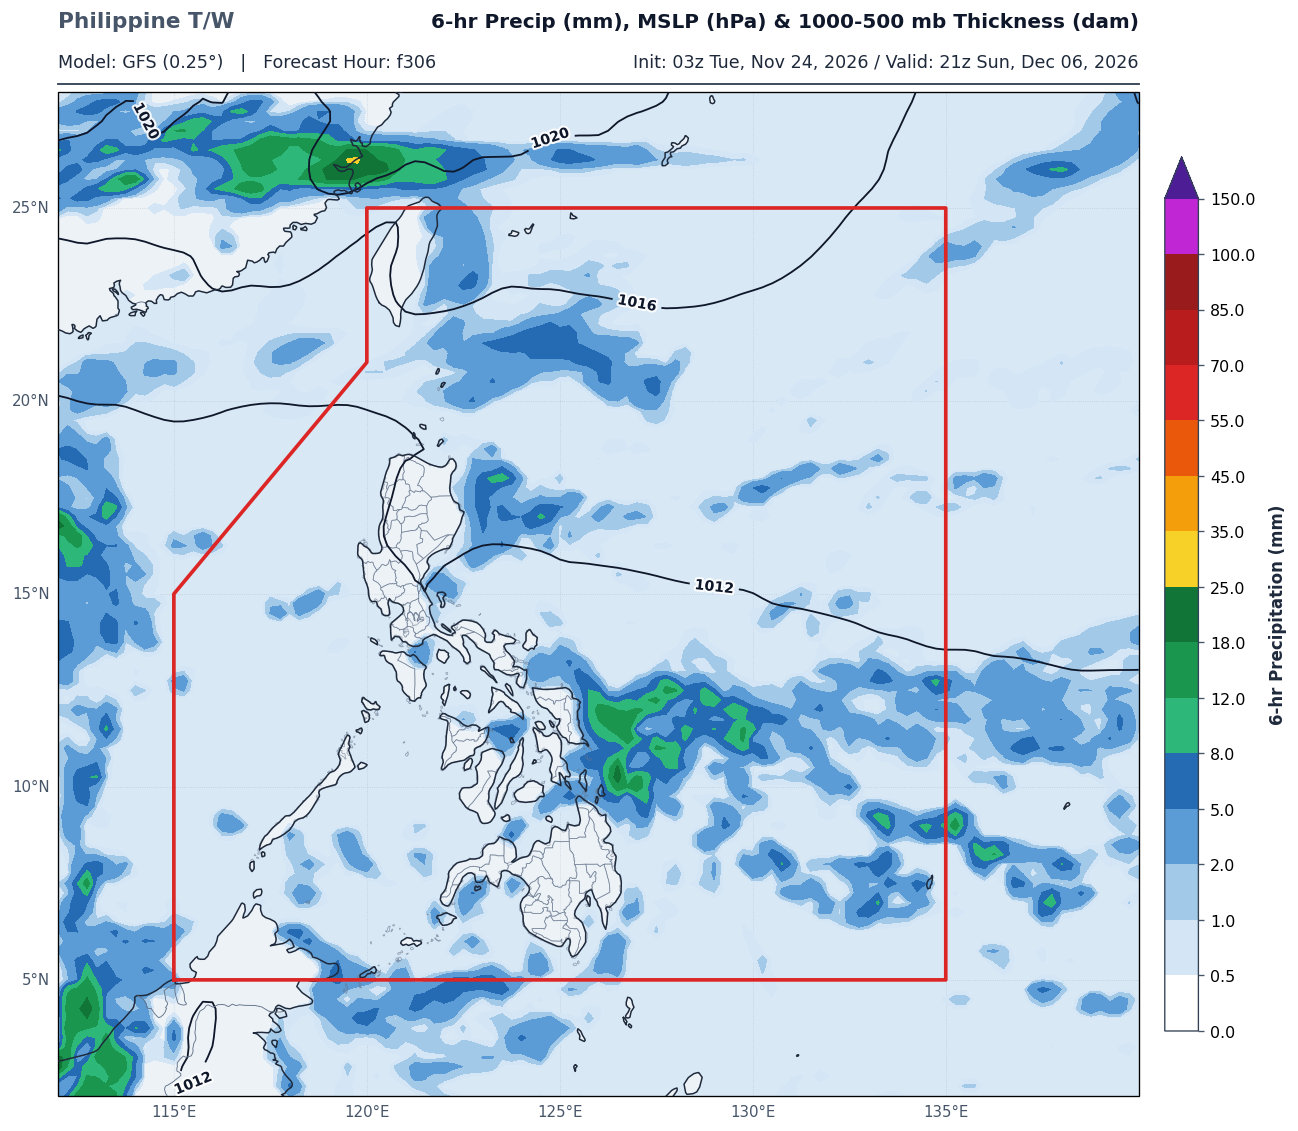 Philippine T/W
6-hr Precip (mm), MSLP (hPa) & 1000-500 mb Thickness (dam)
Model: GFS (0.25°) | Forecast Hour: f306
Init: 03z Tue, Nov 24, 2026 / Valid: 21z Sun, Dec 06, 2026
1020
1020
1016
1012
1012
25°N
20°N
15°N
10°N
5°N
115°E
120°E
125°E
130°E
135°E
150.0
100.0
85.0
70.0
55.0
45.0
35.0
25.0
18.0
12.0
8.0
5.0
2.0
1.0
0.5
0.0
6-hr Precipitation (mm)